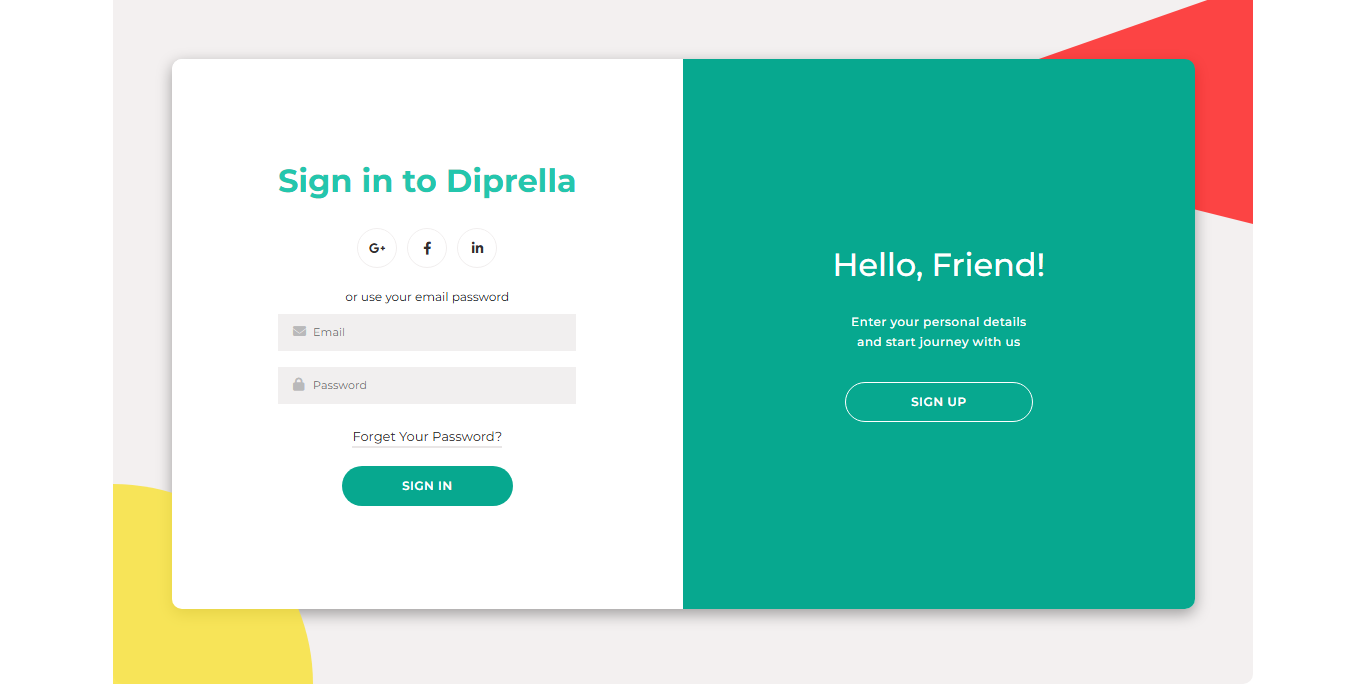 Sign in to Diprella
G+ f in
or use your email password
Email
Password
Forget Your Password?
SIGN IN
Hello, Friend!
Enter your personal details
and start journey with us
SIGN UP